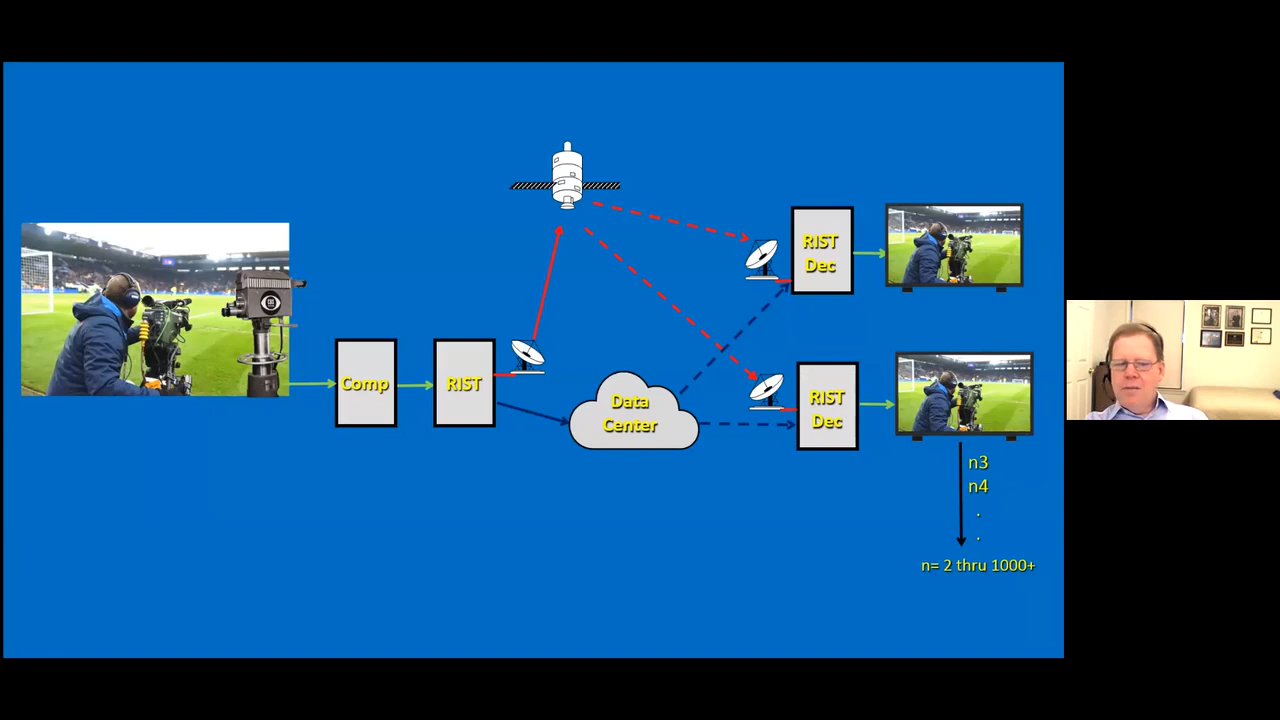 Comp
RIST
Data
Center
RIST
Dec
RIST
Dec
n3
n4
.
.
n= 2 thru 1000+